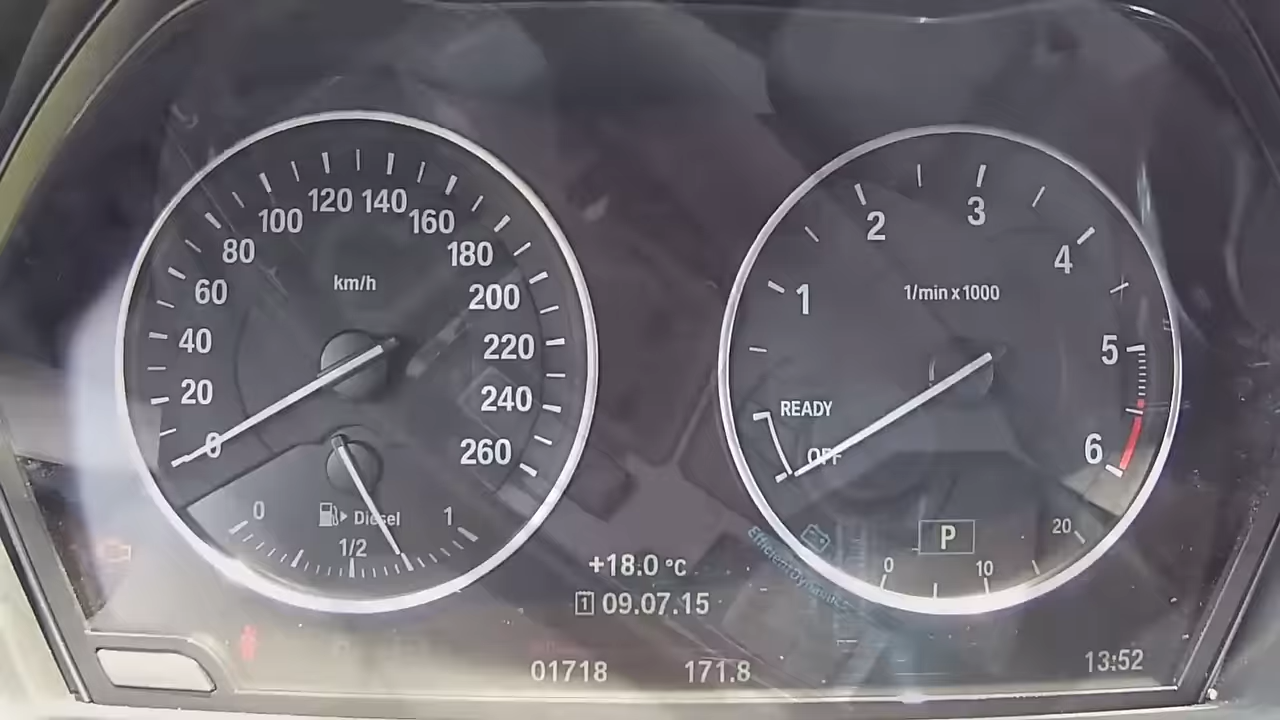 120 140
100 160
80 180
60 200
40 220
20 240
0 260
km/h
0 1
Diesel
1/2
1 2 3 4 5 6
1/min x 1000
READY
OFF
P
0 10 20
Efficient Dynamics
+18.0 °C
1 09.07.15
01718 171.8
13:52